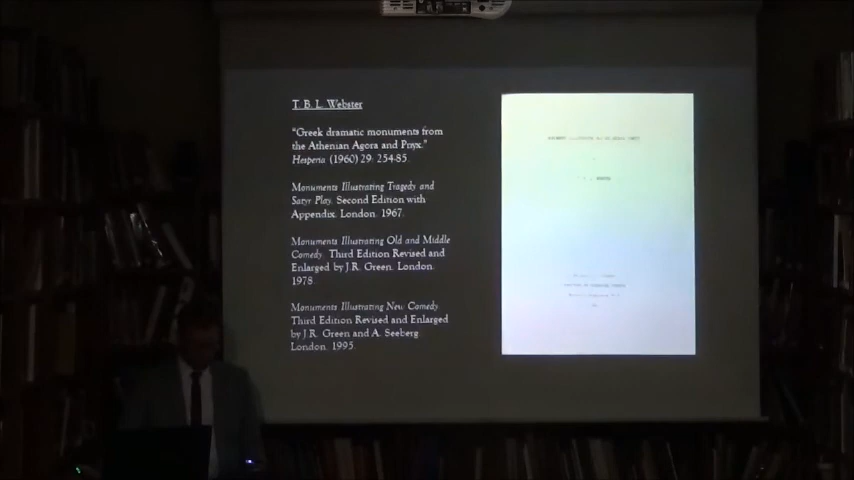 T. B. L. Webster
"Greek dramatic monuments from
the Athenian Agora and Pnyx."
Hesperia (1960) 29: 254-85.
Monuments Illustrating Tragedy and
Satyr Play. Second Edition with
Appendix. London. 1967.
Monuments Illustrating Old and Middle
Comedy. Third Edition Revised and
Enlarged by J.R. Green. London.
1978.
Monuments Illustrating New Comedy.
Third Edition Revised and Enlarged
by J.R. Green and A. Seeberg.
London. 1995.